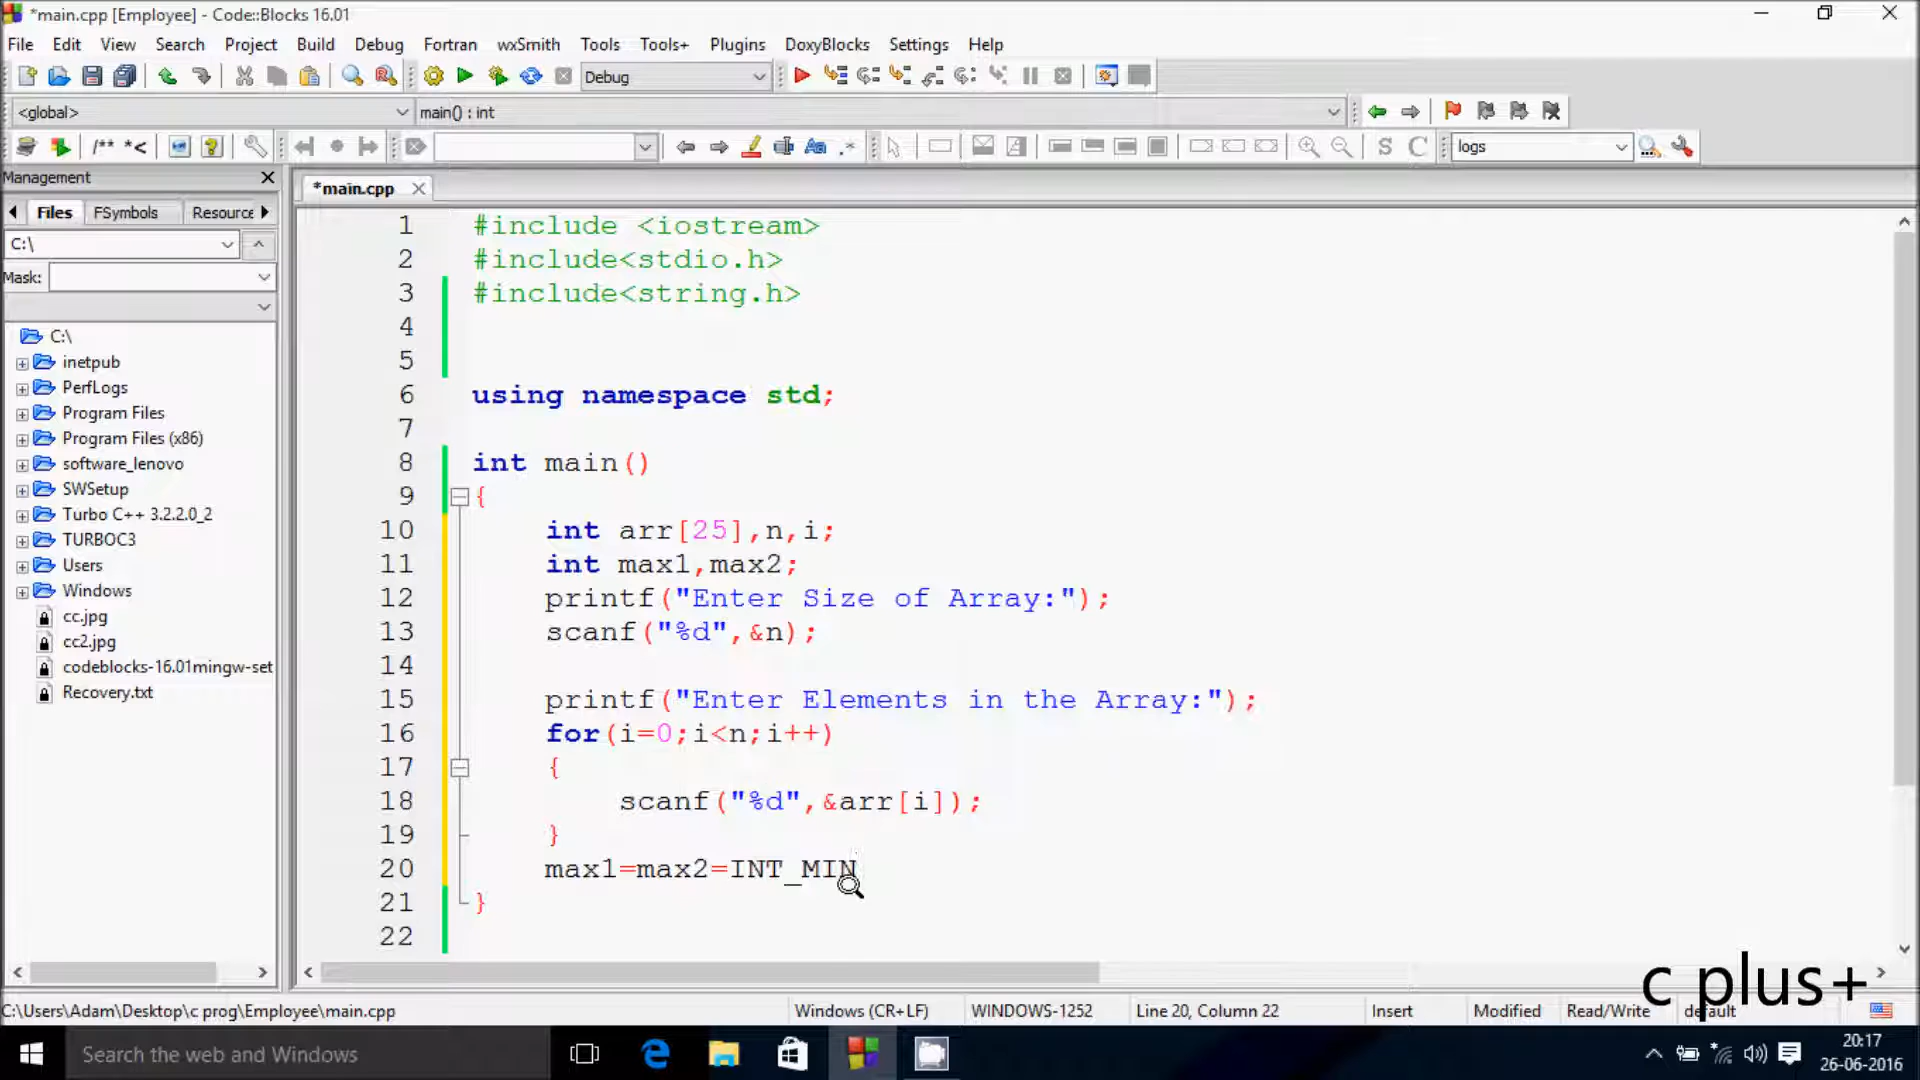 *main.cpp [Employee] - Code::Blocks 16.01
File Edit View Search Project Build Debug Fortran wxSmith Tools Tools+ Plugins DoxyBlocks Settings Help
Debug
<global> main() : int
/** *< S C logs
Management
*main.cpp
Files FSymbols Resource
C:\
Mask:
C:\
inetpub
PerfLogs
Program Files
Program Files (x86)
software_lenovo
SWSetup
Turbo C++ 3.2.2.0_2
TURBOC3
Users
Windows
cc.jpg
cc2.jpg
codeblocks-16.01mingw-set
Recovery.txt
1 #include <iostream>
2 #include<stdio.h>
3 #include<string.h>
4
5
6 using namespace std;
7
8 int main()
9 {
10 int arr[25],n,i;
11 int max1,max2;
12 printf("Enter Size of Array:");
13 scanf("%d",&n);
14
15 printf("Enter Elements in the Array:");
16 for(i=0;i<n;i++)
17 {
18 scanf("%d",&arr[i]);
19 }
20 max1=max2=INT_MIN
21 }
22
c plus+
C:\Users\Adam\Desktop\c prog\Employee\main.cpp Windows (CR+LF) WINDOWS-1252 Line 20, Column 22 Insert Modified Read/Write default
Search the web and Windows
20:17
26-06-2016